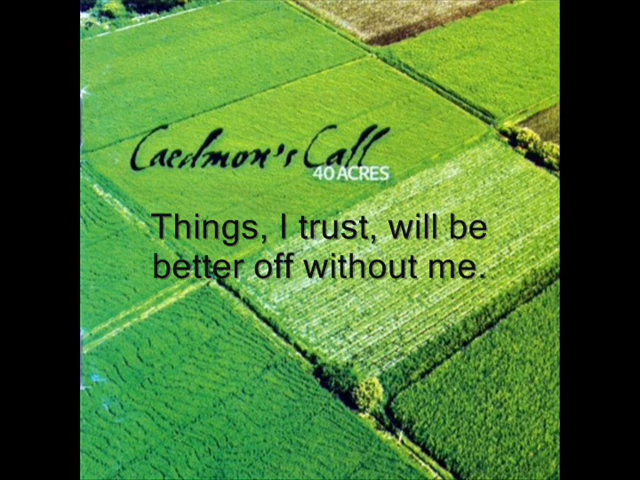 Caedmon's Call
40 ACRES
Things, I trust, will be
better off without me.